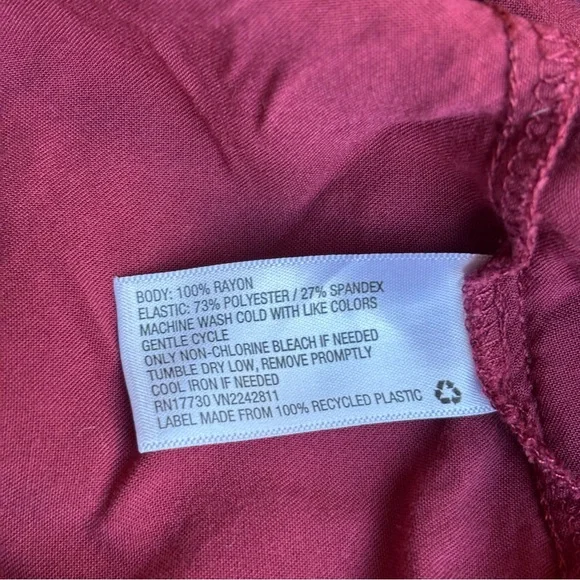 BODY: 100% RAYON
ELASTIC: 73% POLYESTER / 27% SPANDEX
MACHINE WASH COLD WITH LIKE COLORS
GENTLE CYCLE
ONLY NON-CHLORINE BLEACH IF NEEDED
TUMBLE DRY LOW, REMOVE PROMPTLY
COOL IRON IF NEEDED
RN17730 VN2242811
LABEL MADE FROM 100% RECYCLED PLASTIC